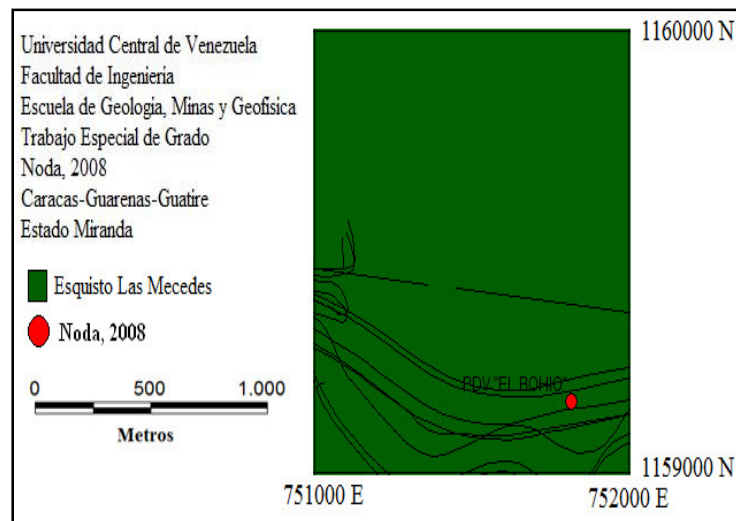 Universidad Central de Venezuela
Facultad de Ingeniería
Escuela de Geologia, Minas y Geofísica
Trabajo Especial de Grado
Noda, 2008
Caracas-Guarenas-Guatire
Estado Miranda
Esquisto Las Mecedes
Noda, 2008
0 500 1.000
Metros
1160000 N
PDV "EL BOHIO"
1159000 N
751000 E
752000 E